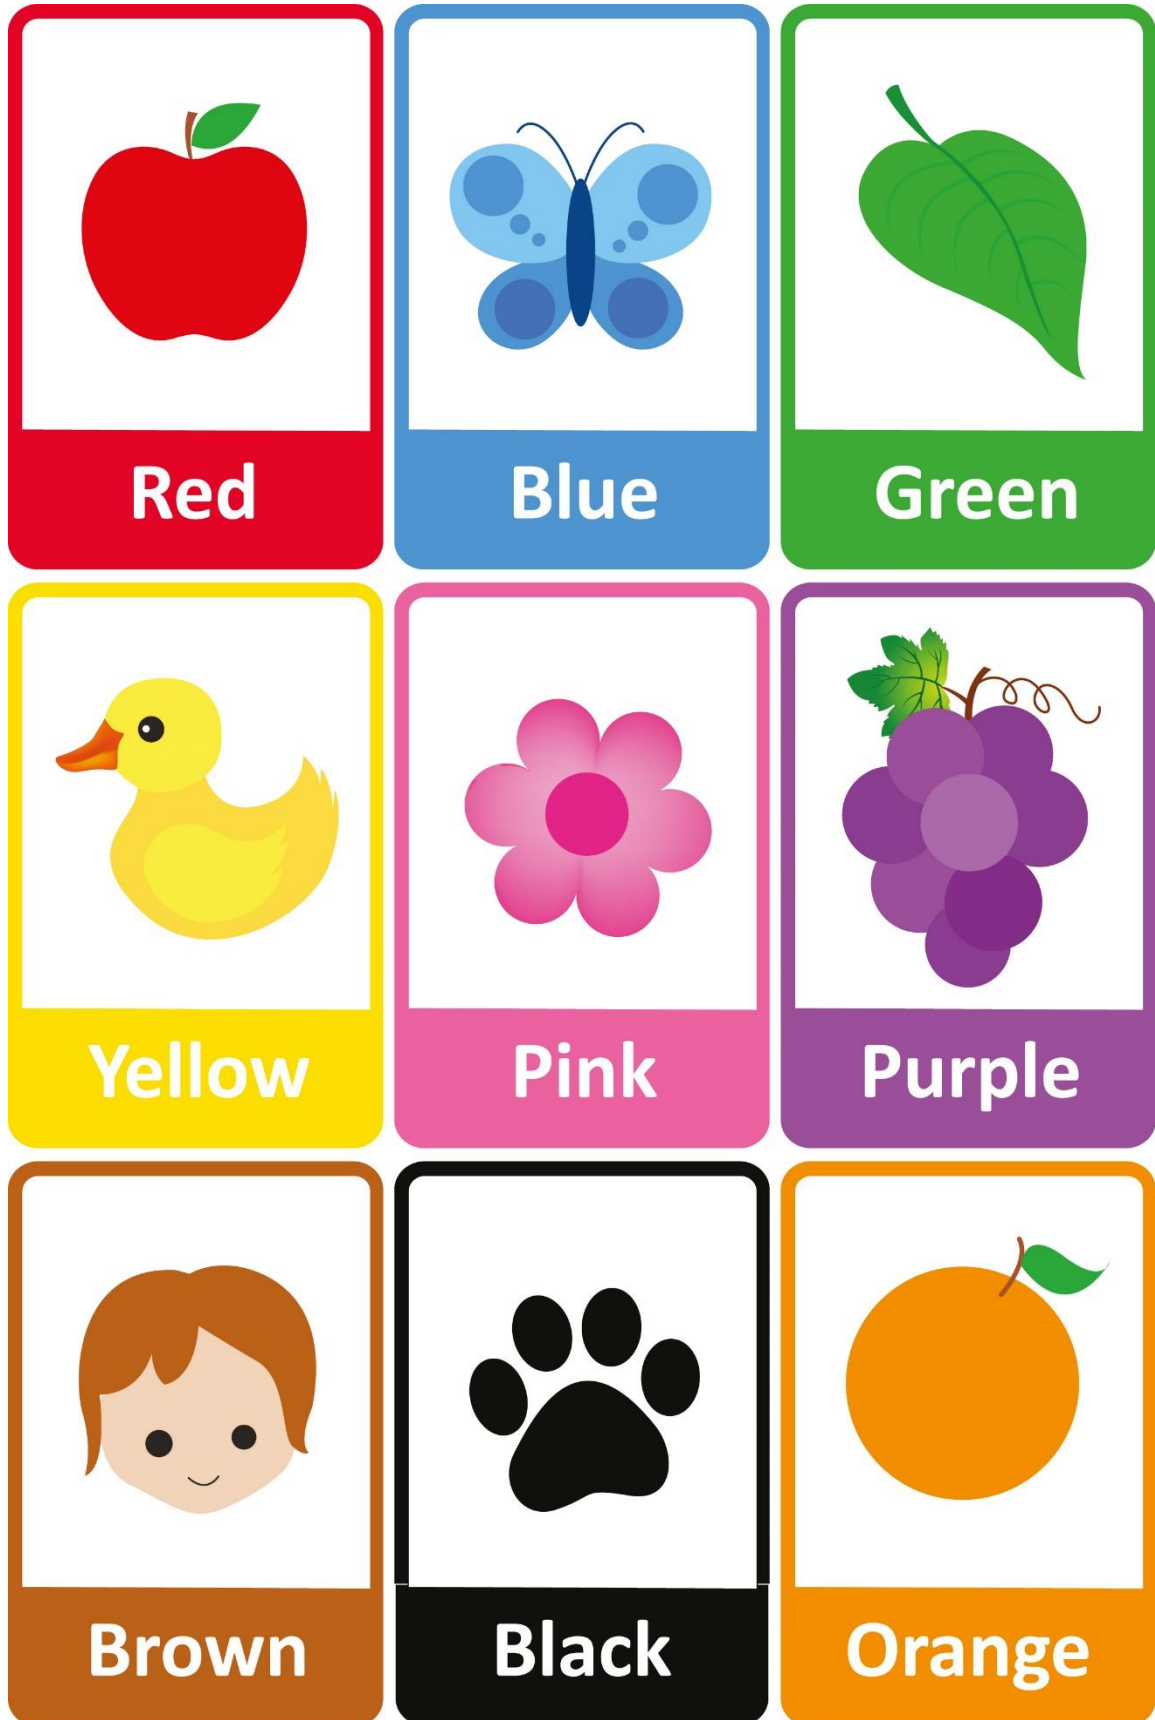 Red
Blue
Green
Yellow
Pink
Purple
Brown
Black
Orange